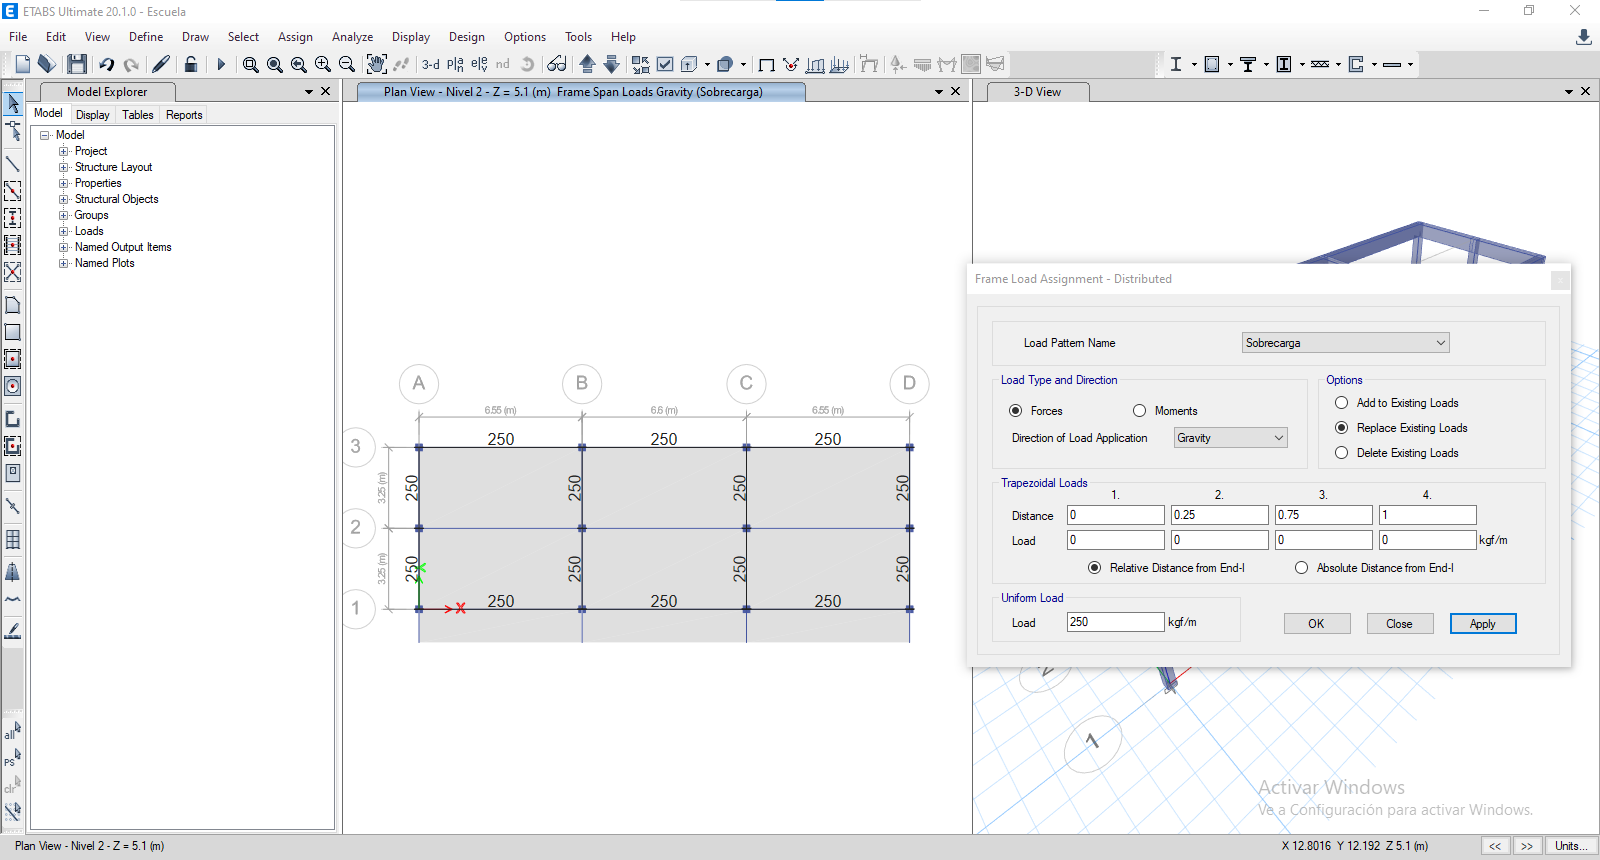 ETABS Ultimate 20.1.0 - Escuela
File Edit View Define Draw Select Assign Analyze Display Design Options Tools Help
3-d nd
Model Explorer
Model Display Tables Reports
Model
Project
Structure Layout
Properties
Structural Objects
Groups
Loads
Named Output Items
Named Plots
all
PS
clr
Plan View - Nivel 2 - Z = 5.1 (m) Frame Span Loads Gravity (Sobrecarga)
A B C D
6.55 (m) 6.6 (m) 6.55 (m)
250 250 250
3
3.25 (m) 250 250 250 250
2
3.25 (m) 250 250 250 250
1
250 250 250
X
3-D View
Frame Load Assignment - Distributed
Load Pattern Name Sobrecarga
Load Type and Direction
Forces Moments
Direction of Load Application Gravity
Options
Add to Existing Loads
Replace Existing Loads
Delete Existing Loads
Trapezoidal Loads
1. 2. 3. 4.
Distance 0 0.25 0.75 1
Load 0 0 0 0 kgf/m
Relative Distance from End-I Absolute Distance from End-I
Uniform Load
Load 250 kgf/m
OK Close Apply
1
Activar Windows
Ve a Configuración para activar Windows.
Plan View - Nivel 2 - Z = 5.1 (m)
X 12.8016 Y 12.192 Z 5.1 (m)
<< >> Units...